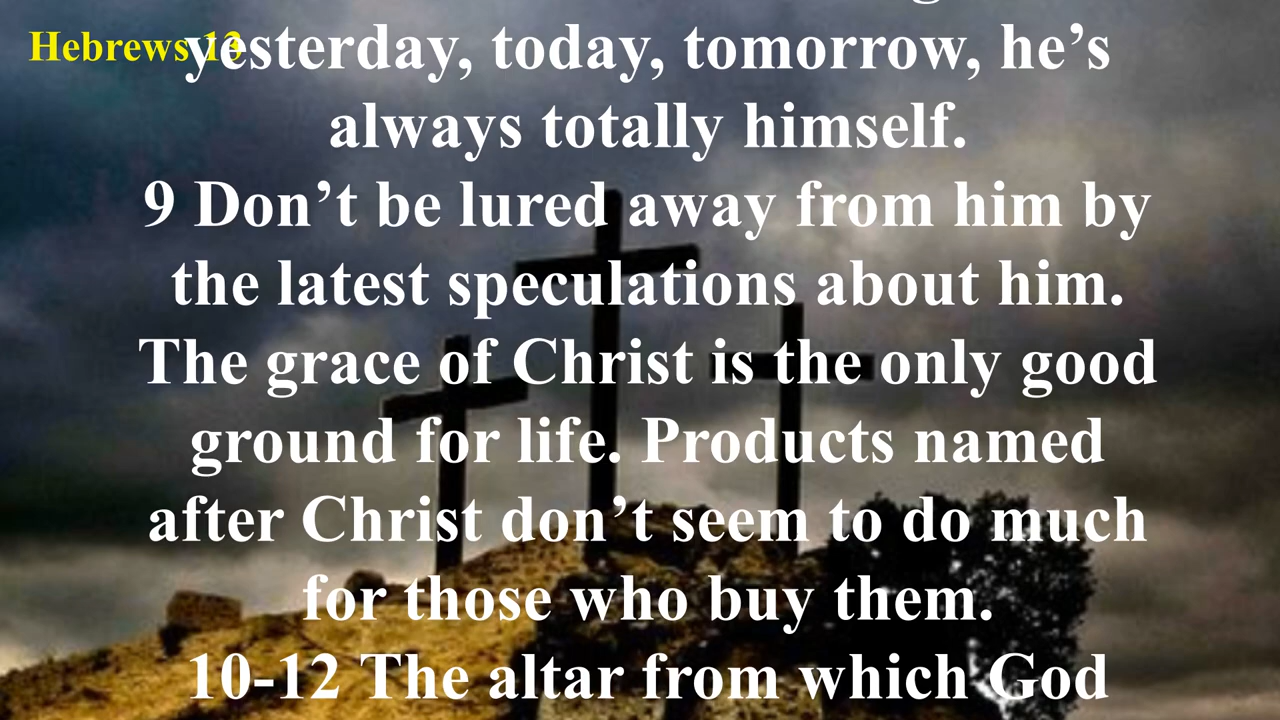 Hebrews 13
yesterday, today, tomorrow, he’s
always totally himself.
9 Don’t be lured away from him by
the latest speculations about him.
The grace of Christ is the only good
ground for life. Products named
after Christ don’t seem to do much
for those who buy them.
10-12 The altar from which God